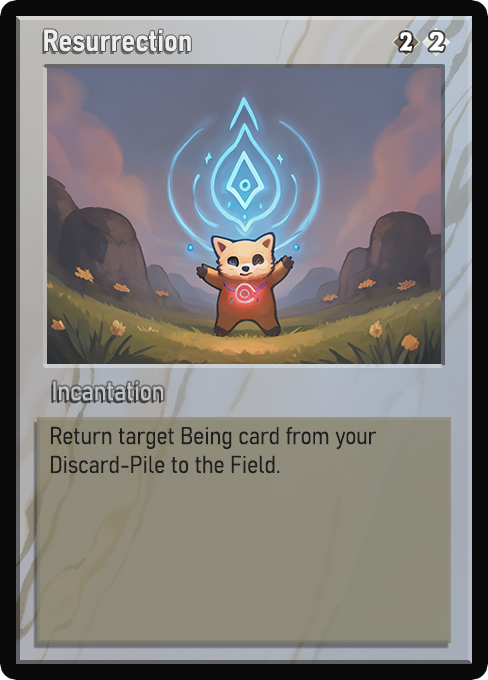 Resurrection 2 2
Incantation
Return target Being card from your
Discard-Pile to the Field.